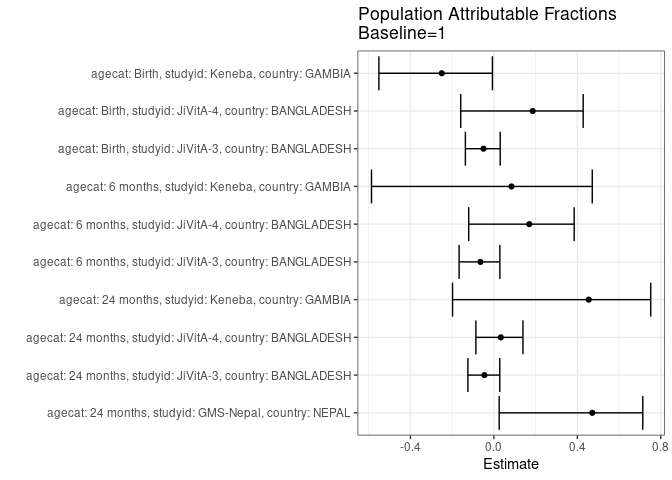 Population Attributable Fractions
Baseline=1
agecat: Birth, studyid: Keneba, country: GAMBIA
agecat: Birth, studyid: JiVitA-4, country: BANGLADESH
agecat: Birth, studyid: JiVitA-3, country: BANGLADESH
agecat: 6 months, studyid: Keneba, country: GAMBIA
agecat: 6 months, studyid: JiVitA-4, country: BANGLADESH
agecat: 6 months, studyid: JiVitA-3, country: BANGLADESH
agecat: 24 months, studyid: Keneba, country: GAMBIA
agecat: 24 months, studyid: JiVitA-4, country: BANGLADESH
agecat: 24 months, studyid: JiVitA-3, country: BANGLADESH
agecat: 24 months, studyid: GMS-Nepal, country: NEPAL
-0.4 0.0 0.4 0.8
Estimate